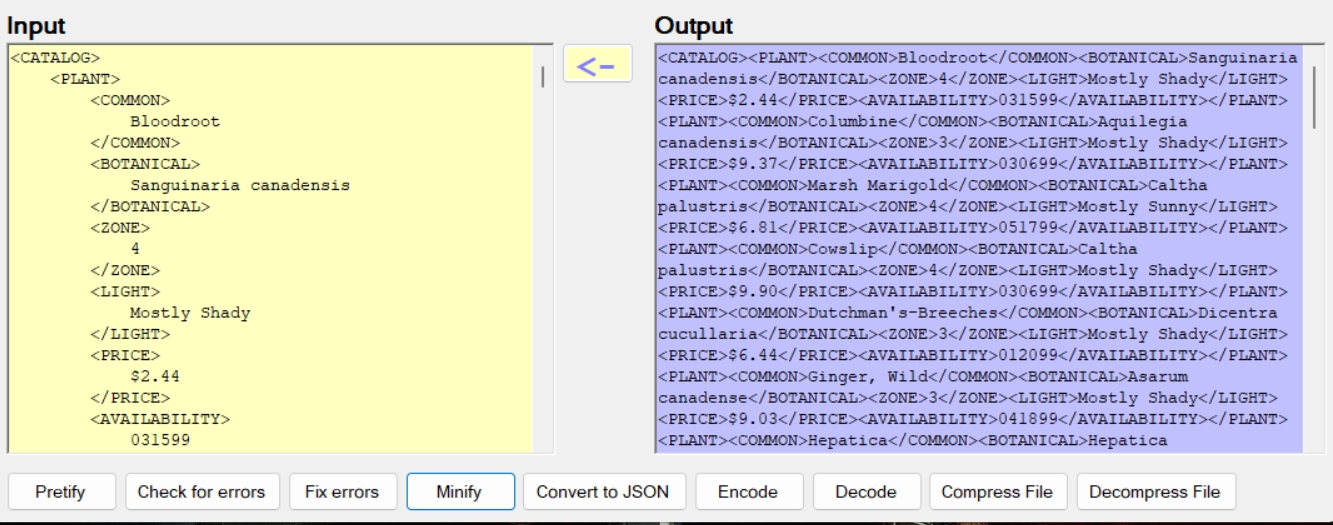 Input
<CATALOG>
<PLANT>
<COMMON>
Bloodroot
</COMMON>
<BOTANICAL>
Sanguinaria canadensis
</BOTANICAL>
<ZONE>
4
</ZONE>
<LIGHT>
Mostly Shady
</LIGHT>
<PRICE>
$2.44
</PRICE>
<AVAILABILITY>
031599
<-
Output
<CATALOG><PLANT><COMMON>Bloodroot</COMMON><BOTANICAL>Sanguinaria
canadensis</BOTANICAL><ZONE>4</ZONE><LIGHT>Mostly Shady</LIGHT>
<PRICE>$2.44</PRICE><AVAILABILITY>031599</AVAILABILITY></PLANT>
<PLANT><COMMON>Columbine</COMMON><BOTANICAL>Aquilegia
canadensis</BOTANICAL><ZONE>3</ZONE><LIGHT>Mostly Shady</LIGHT>
<PRICE>$9.37</PRICE><AVAILABILITY>030699</AVAILABILITY></PLANT>
<PLANT><COMMON>Marsh Marigold</COMMON><BOTANICAL>Caltha
palustris</BOTANICAL><ZONE>4</ZONE><LIGHT>Mostly Sunny</LIGHT>
<PRICE>$6.81</PRICE><AVAILABILITY>051799</AVAILABILITY></PLANT>
<PLANT><COMMON>Cowslip</COMMON><BOTANICAL>Caltha
palustris</BOTANICAL><ZONE>4</ZONE><LIGHT>Mostly Shady</LIGHT>
<PRICE>$9.90</PRICE><AVAILABILITY>030699</AVAILABILITY></PLANT>
<PLANT><COMMON>Dutchman's-Breeches</COMMON><BOTANICAL>Dicentra
cucullaria</BOTANICAL><ZONE>3</ZONE><LIGHT>Mostly Shady</LIGHT>
<PRICE>$6.44</PRICE><AVAILABILITY>012099</AVAILABILITY></PLANT>
<PLANT><COMMON>Ginger, Wild</COMMON><BOTANICAL>Asarum
canadense</BOTANICAL><ZONE>3</ZONE><LIGHT>Mostly Shady</LIGHT>
<PRICE>$9.03</PRICE><AVAILABILITY>041899</AVAILABILITY></PLANT>
<PLANT><COMMON>Hepatica</COMMON><BOTANICAL>Hepatica
Pretify Check for errors Fix errors Minify Convert to JSON Encode Decode Compress File Decompress File